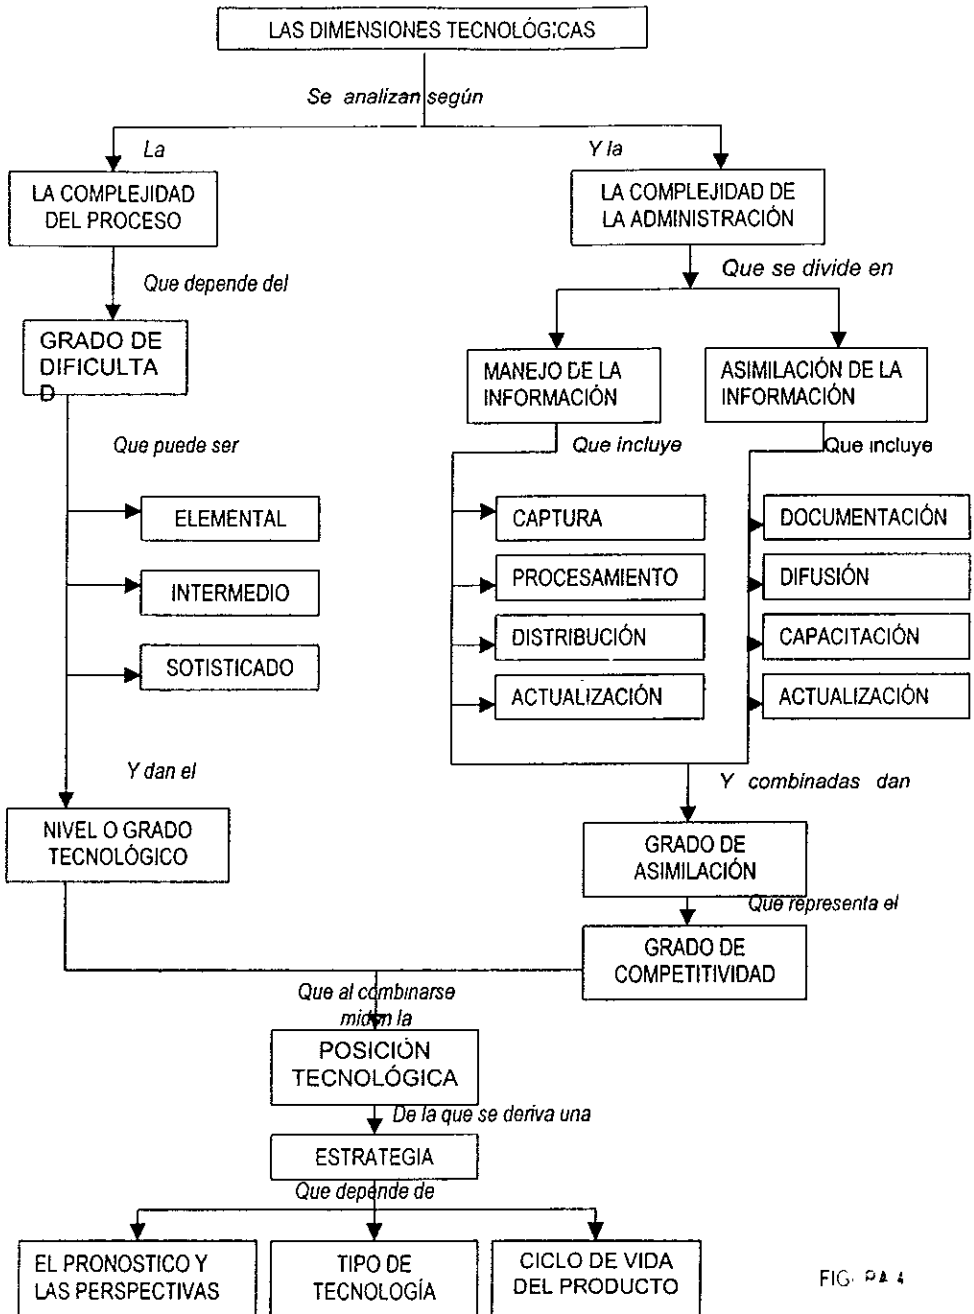 LAS DIMENSIONES TECNOLÓGICAS
Se analizan según
La
Y la
LA COMPLEJIDAD
DEL PROCESO
LA COMPLEJIDAD DE
LA ADMINISTRACIÓN
Que depende del
Que se divide en
GRADO DE
DIFICULTA
D
MANEJO DE LA
INFORMACIÓN
ASIMILACIÓN DE LA
INFORMACIÓN
Que puede ser
Que incluye
Que incluye
ELEMENTAL
CAPTURA
DOCUMENTACIÓN
INTERMEDIO
PROCESAMIENTO
DIFUSIÓN
SOTISTICADO
DISTRIBUCIÓN
CAPACITACIÓN
ACTUALIZACIÓN
ACTUALIZACIÓN
Y dan el
Y combinadas dan
NIVEL O GRADO
TECNOLÓGICO
GRADO DE
ASIMILACIÓN
Que representa el
GRADO DE
COMPETITIVIDAD
Que al combinarse
miden la
POSICIÓN
TECNOLÓGICA
De la que se deriva una
ESTRATEGIA
Que depende de
EL PRONOSTICO Y
LAS PERSPECTIVAS
TIPO DE
TECNOLOGÍA
CICLO DE VIDA
DEL PRODUCTO
FIG.